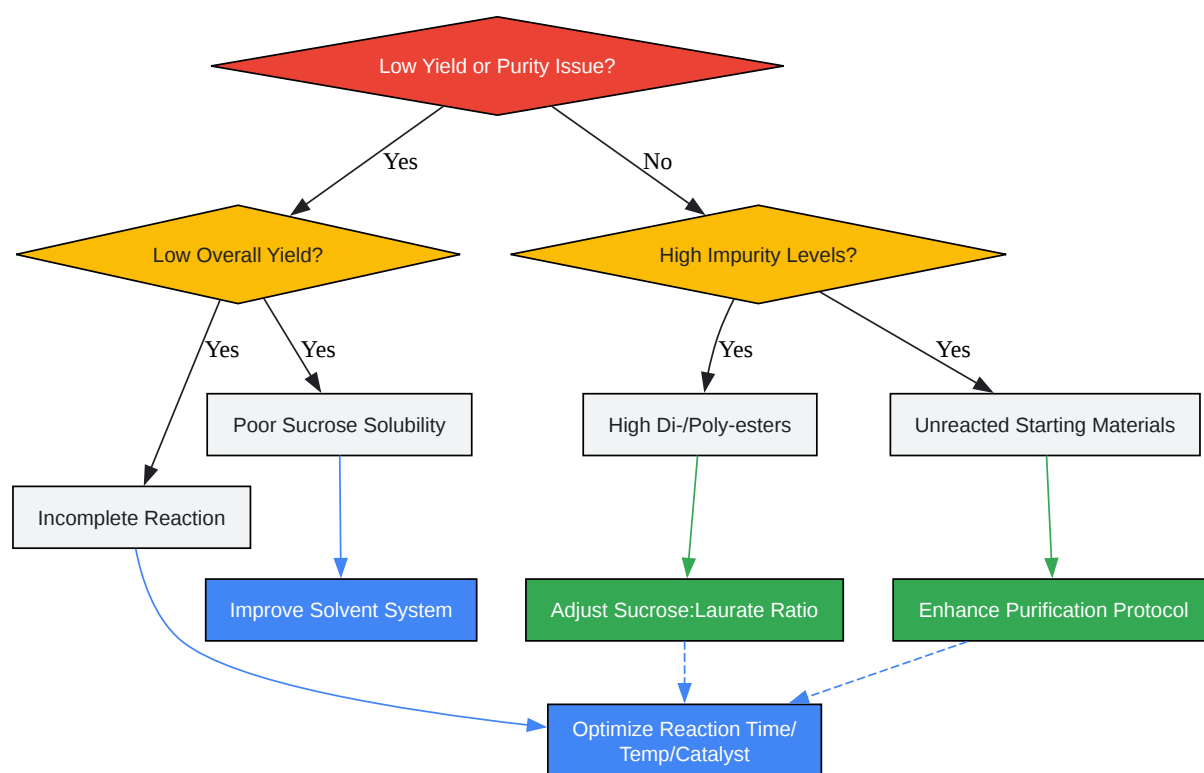 Low Yield or Purity Issue?
Yes
No
Low Overall Yield?
High Impurity Levels?
Yes
Yes
Yes
Yes
Poor Sucrose Solubility
High Di-/Poly-esters
Unreacted Starting Materials
Incomplete Reaction
Improve Solvent System
Adjust Sucrose:Laurate Ratio
Enhance Purification Protocol
Optimize Reaction Time/
Temp/Catalyst